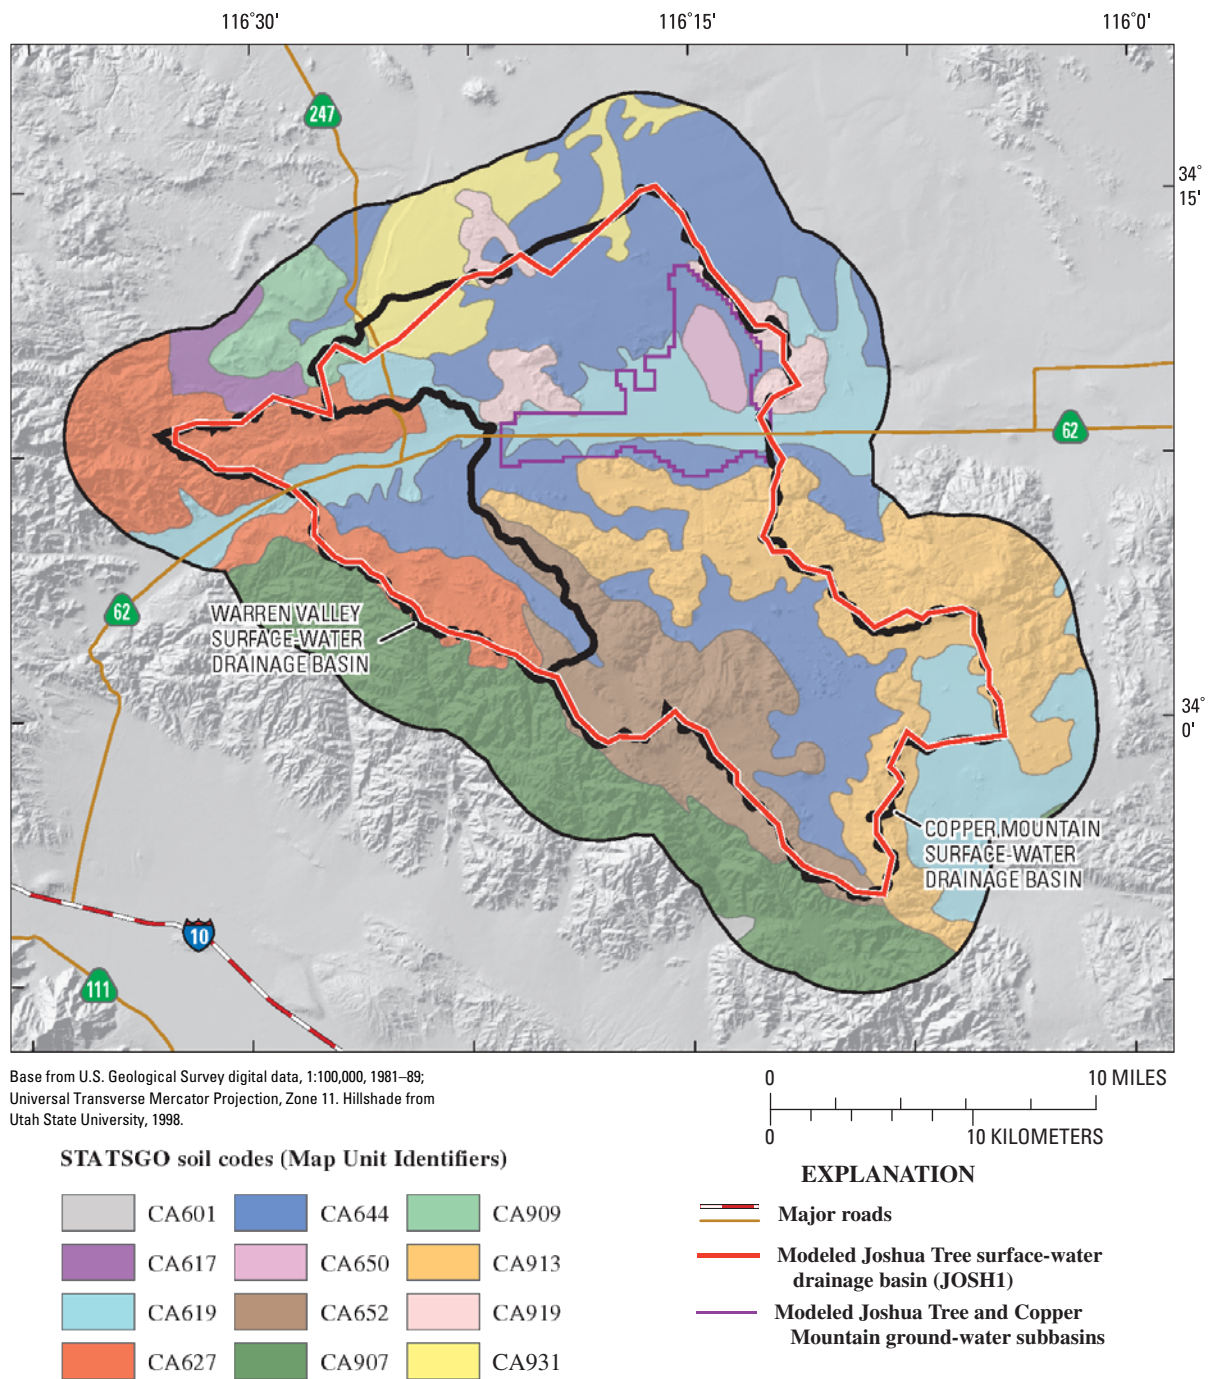 116°30'
116°15'
116°0'
247
34°
15'
62
62
WARREN VALLEY
SURFACE-WATER
DRAINAGE BASIN
34°
0'
COPPER MOUNTAIN
SURFACE-WATER
DRAINAGE BASIN
10
111
Base from U.S. Geological Survey digital data, 1:100,000, 1981–89;
Universal Transverse Mercator Projection, Zone 11. Hillshade from
Utah State University, 1998.
0 10 MILES
0 10 KILOMETERS
STATSGO soil codes (Map Unit Identifiers)
CA601 CA644 CA909
CA617 CA650 CA913
CA619 CA652 CA919
CA627 CA907 CA931
EXPLANATION
Major roads
Modeled Joshua Tree surface-water
drainage basin (JOSH1)
Modeled Joshua Tree and Copper
Mountain ground-water subbasins